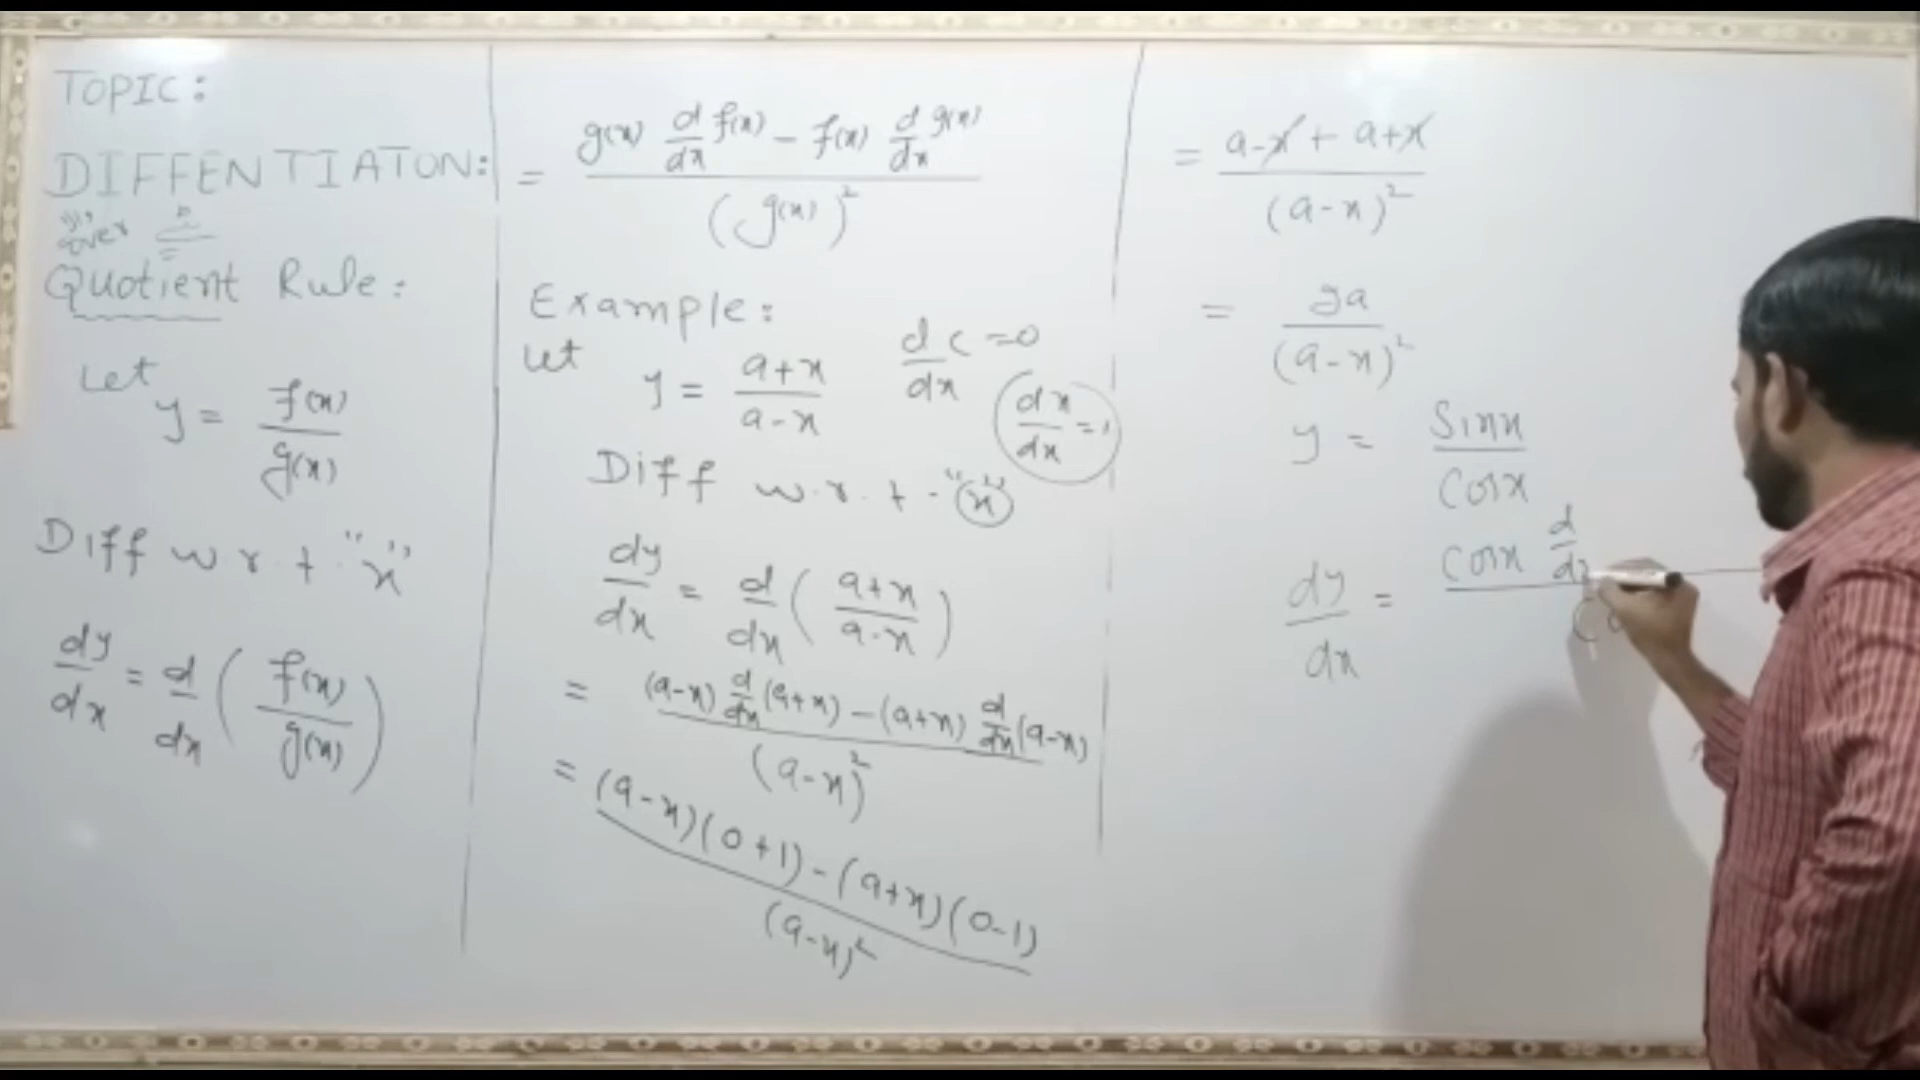 TOPIC:
DIFFENTIATON:
over
Quotient Rule:
Let
y = f(x)/g(x)
Diff w.r.t. "x"
dy/dx = d/dx ( f(x)/g(x) )
= g(x) d/dx f(x) - f(x) d/dx g(x) / (g(x))²
Example:
Let
y = a+x/a-x
d/dx c = 0
dx/dx = 1
Diff w.r.t. "x"
dy/dx = d/dx ( a+x/a-x )
= (a-x) d/dx (a+x) - (a+x) d/dx (a-x) / (a-x)²
= (a-x)(0+1) - (a+x)(0-1) / (a-x)²
= a-x + a+x / (a-x)²
= 2a / (a-x)²
y = Sinx/Cosx
dy/dx = Cosx d/dx